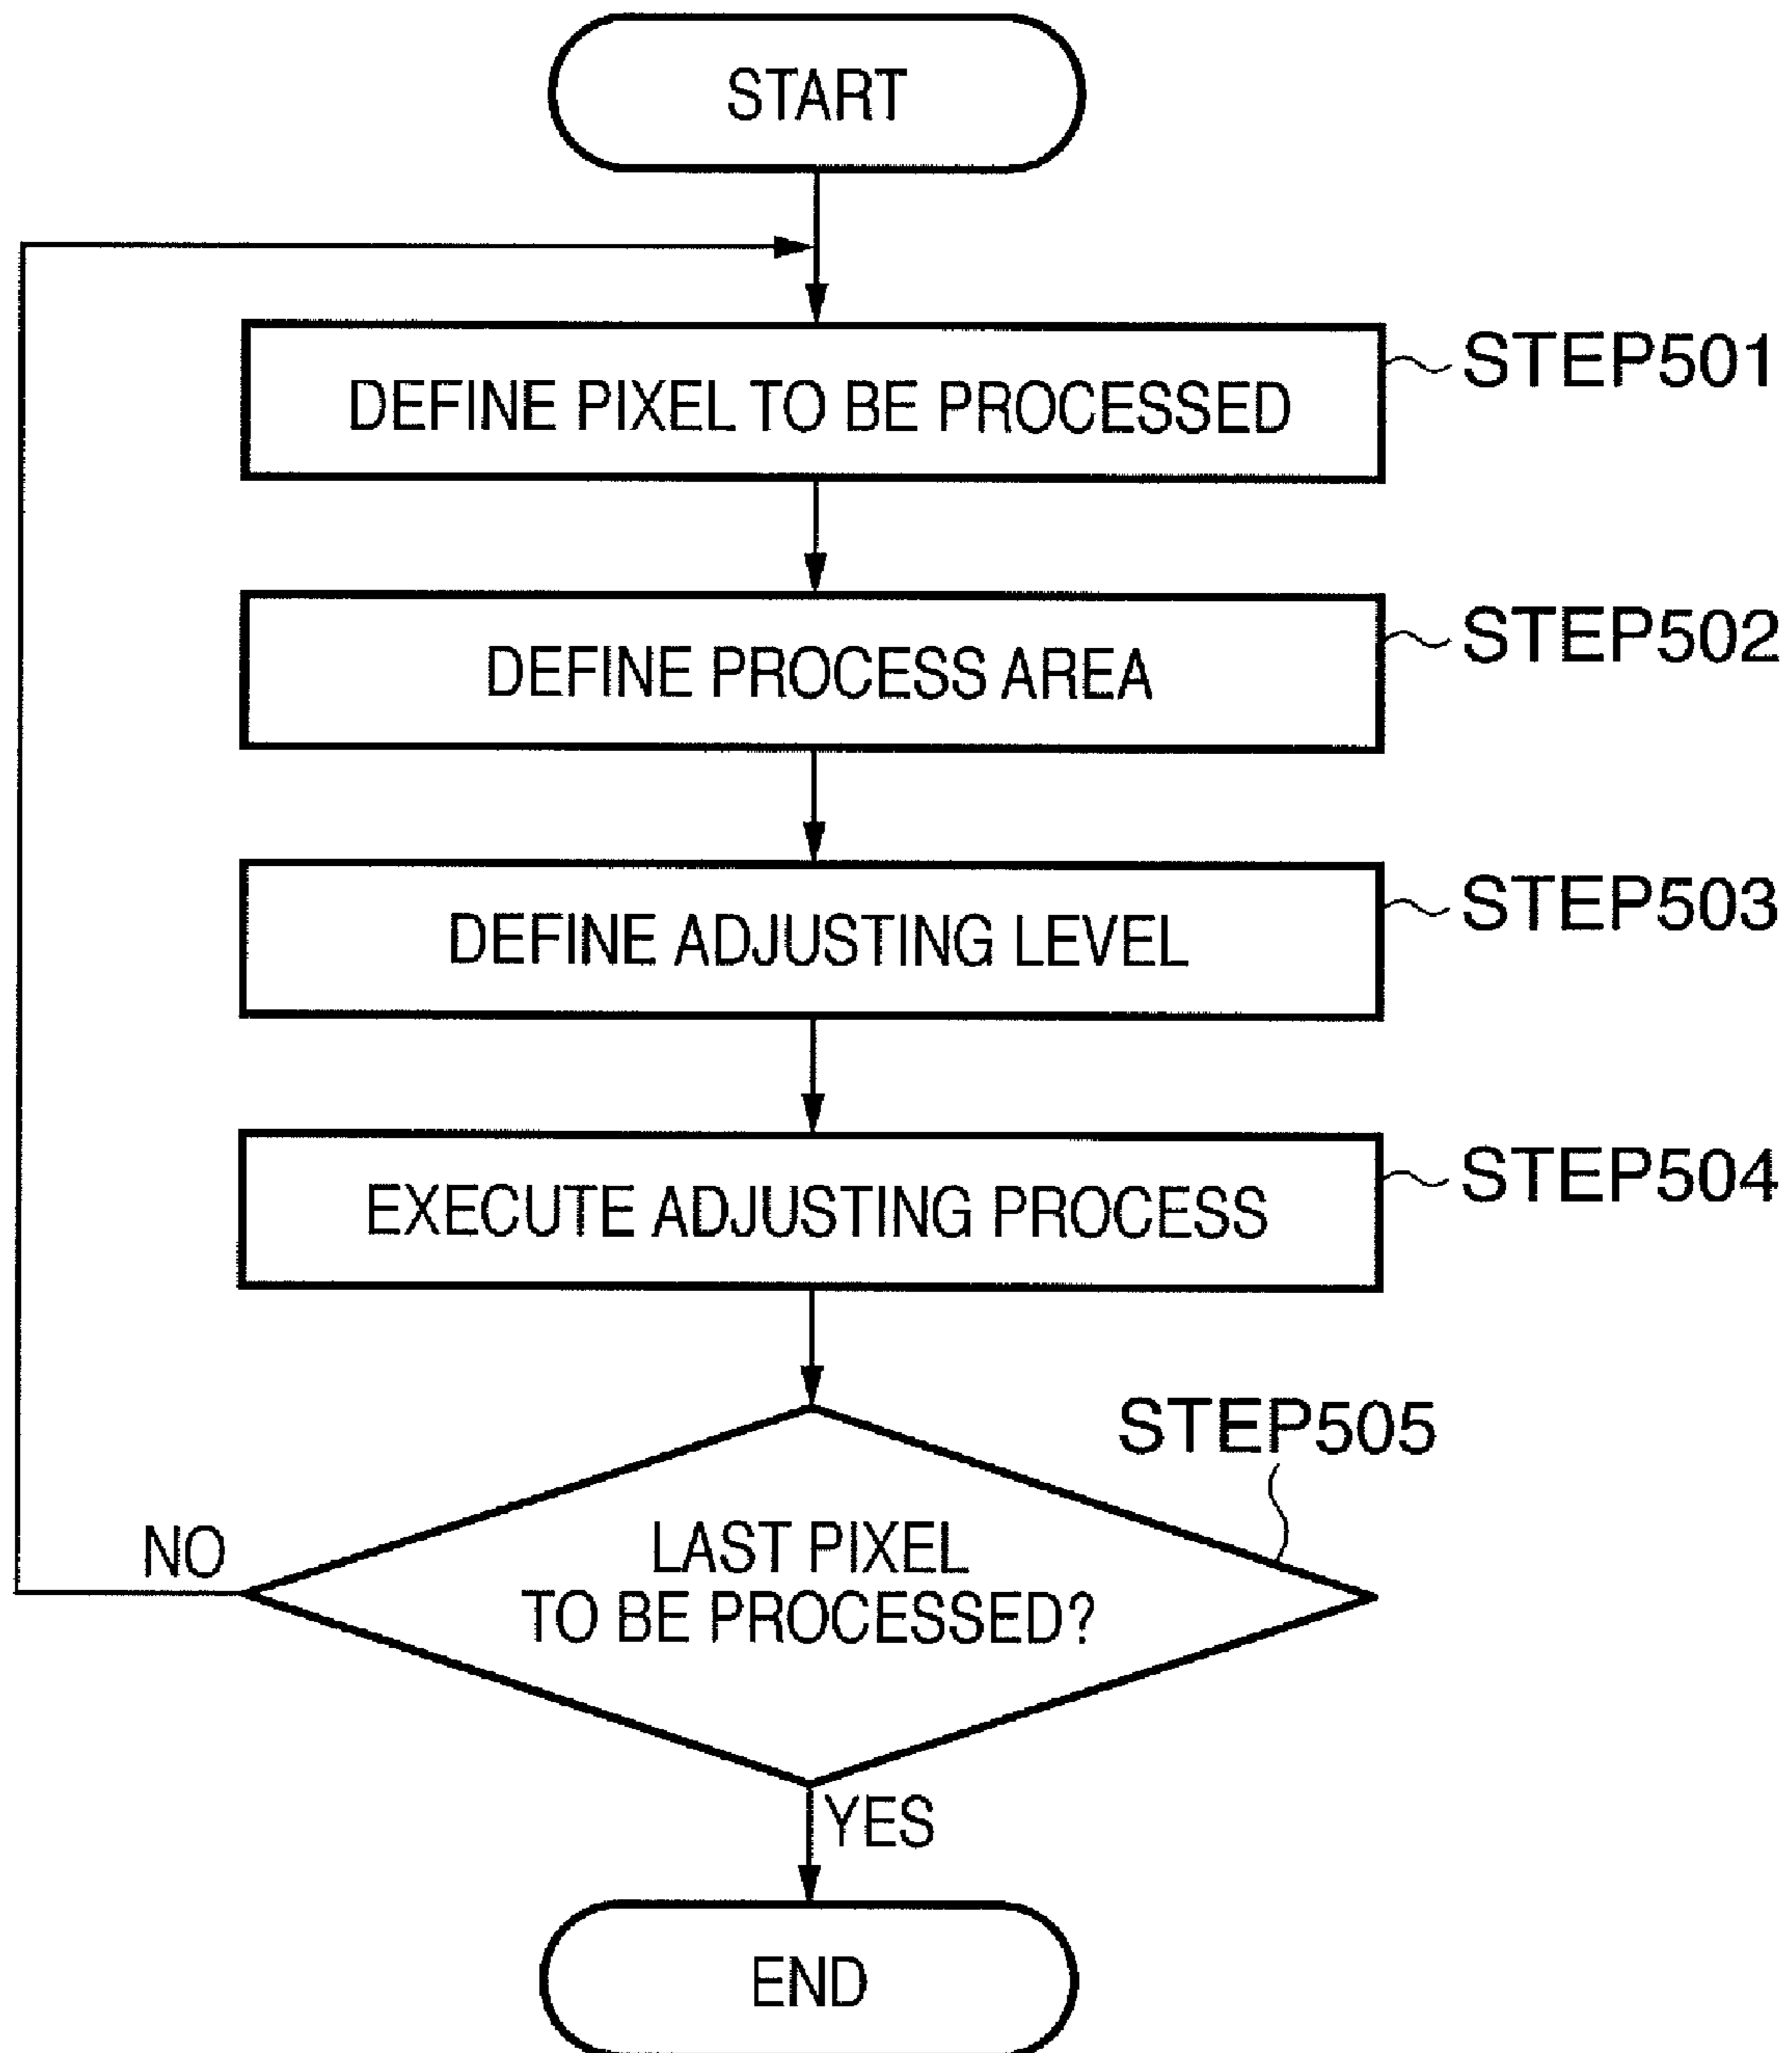 START
DEFINE PIXEL TO BE PROCESSED
STEP501
DEFINE PROCESS AREA
STEP502
DEFINE ADJUSTING LEVEL
STEP503
EXECUTE ADJUSTING PROCESS
STEP504
STEP505
LAST PIXEL
TO BE PROCESSED?
NO
YES
END